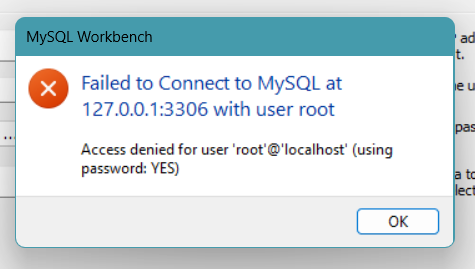 MySQL Workbench
Failed to Connect to MySQL at
127.0.0.1:3306 with user root
Access denied for user 'root'@'localhost' (using
password: YES)
OK
...
t.